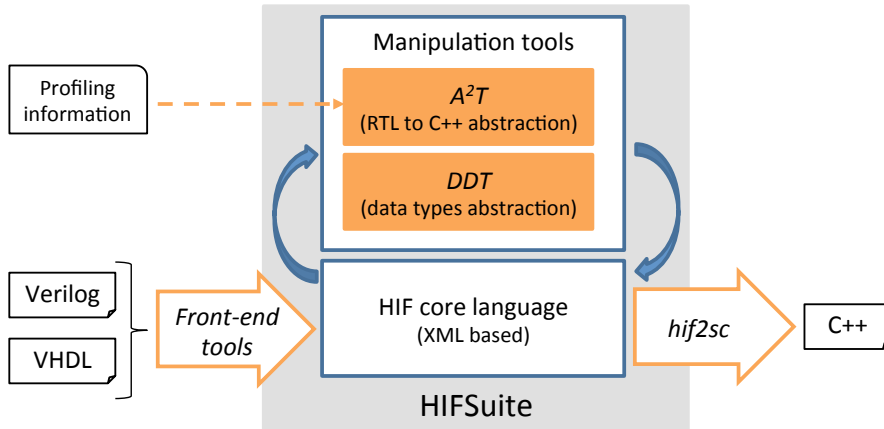 Manipulation tools
Profiling
information
A²T
(RTL to C++ abstraction)
DDT
(data types abstraction)
Verilog
VHDL
Front-end
tools
HIF core language
(XML based)
hif2sc
C++
HIFSuite